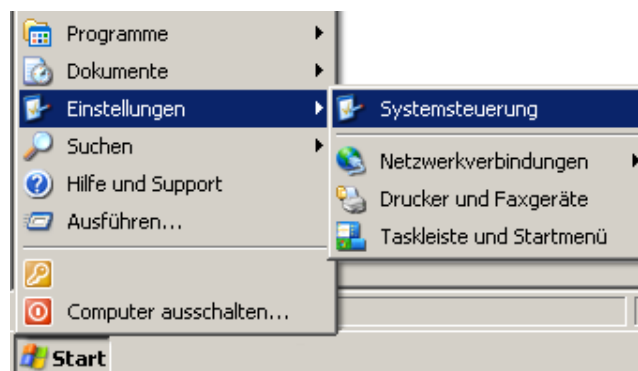 Programme
Dokumente
Einstellungen
Suchen
Hilfe und Support
Ausführen...
Computer ausschalten...
Start
Systemsteuerung
Netzwerkverbindungen
Drucker und Faxgeräte
Taskleiste und Startmenü